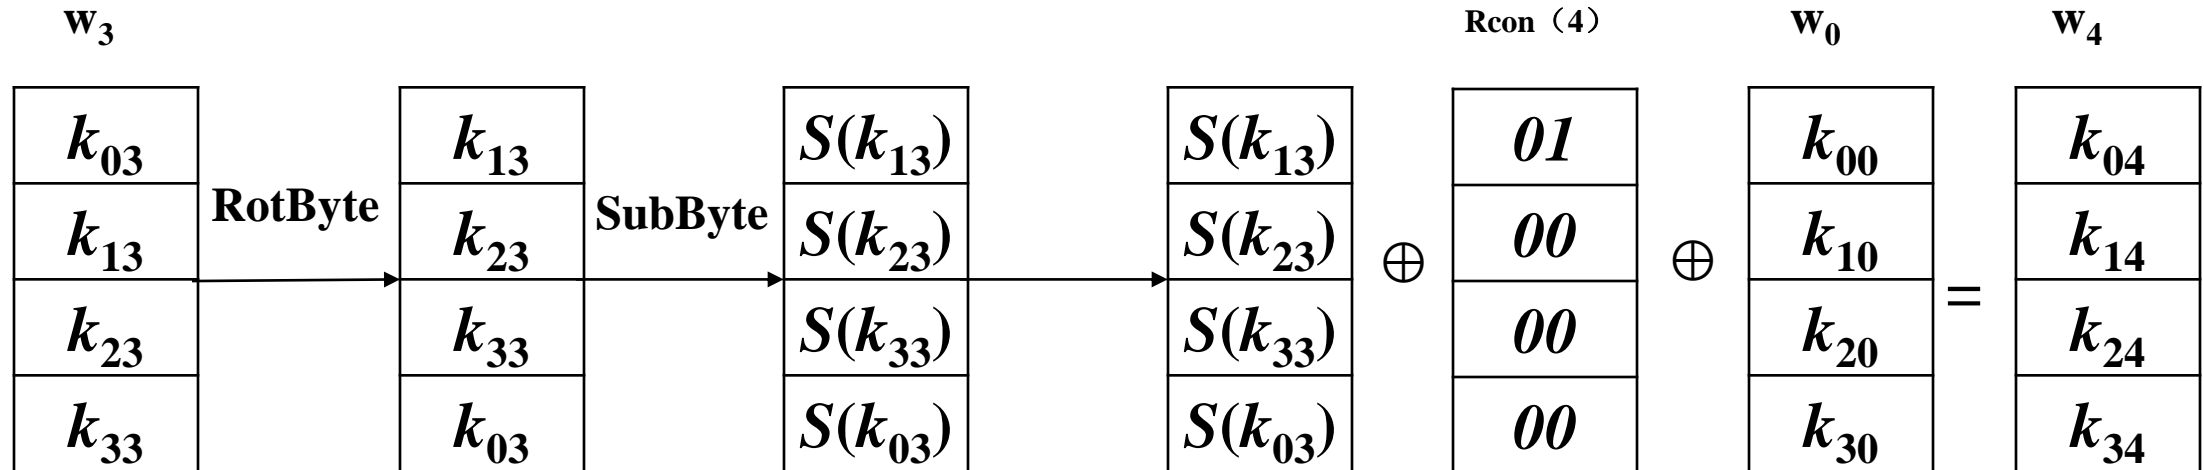 w₃ Rcon（4） w₀ w₄
k₀₃ k₁₃ S(k₁₃) S(k₁₃) 01 k₀₀ k₀₄
RotByte SubByte
k₁₃ k₂₃ S(k₂₃) S(k₂₃) ⊕ 00 ⊕ k₁₀ k₁₄
=
k₂₃ k₃₃ S(k₃₃) S(k₃₃) 00 k₂₀ k₂₄
k₃₃ k₀₃ S(k₀₃) S(k₀₃) 00 k₃₀ k₃₄